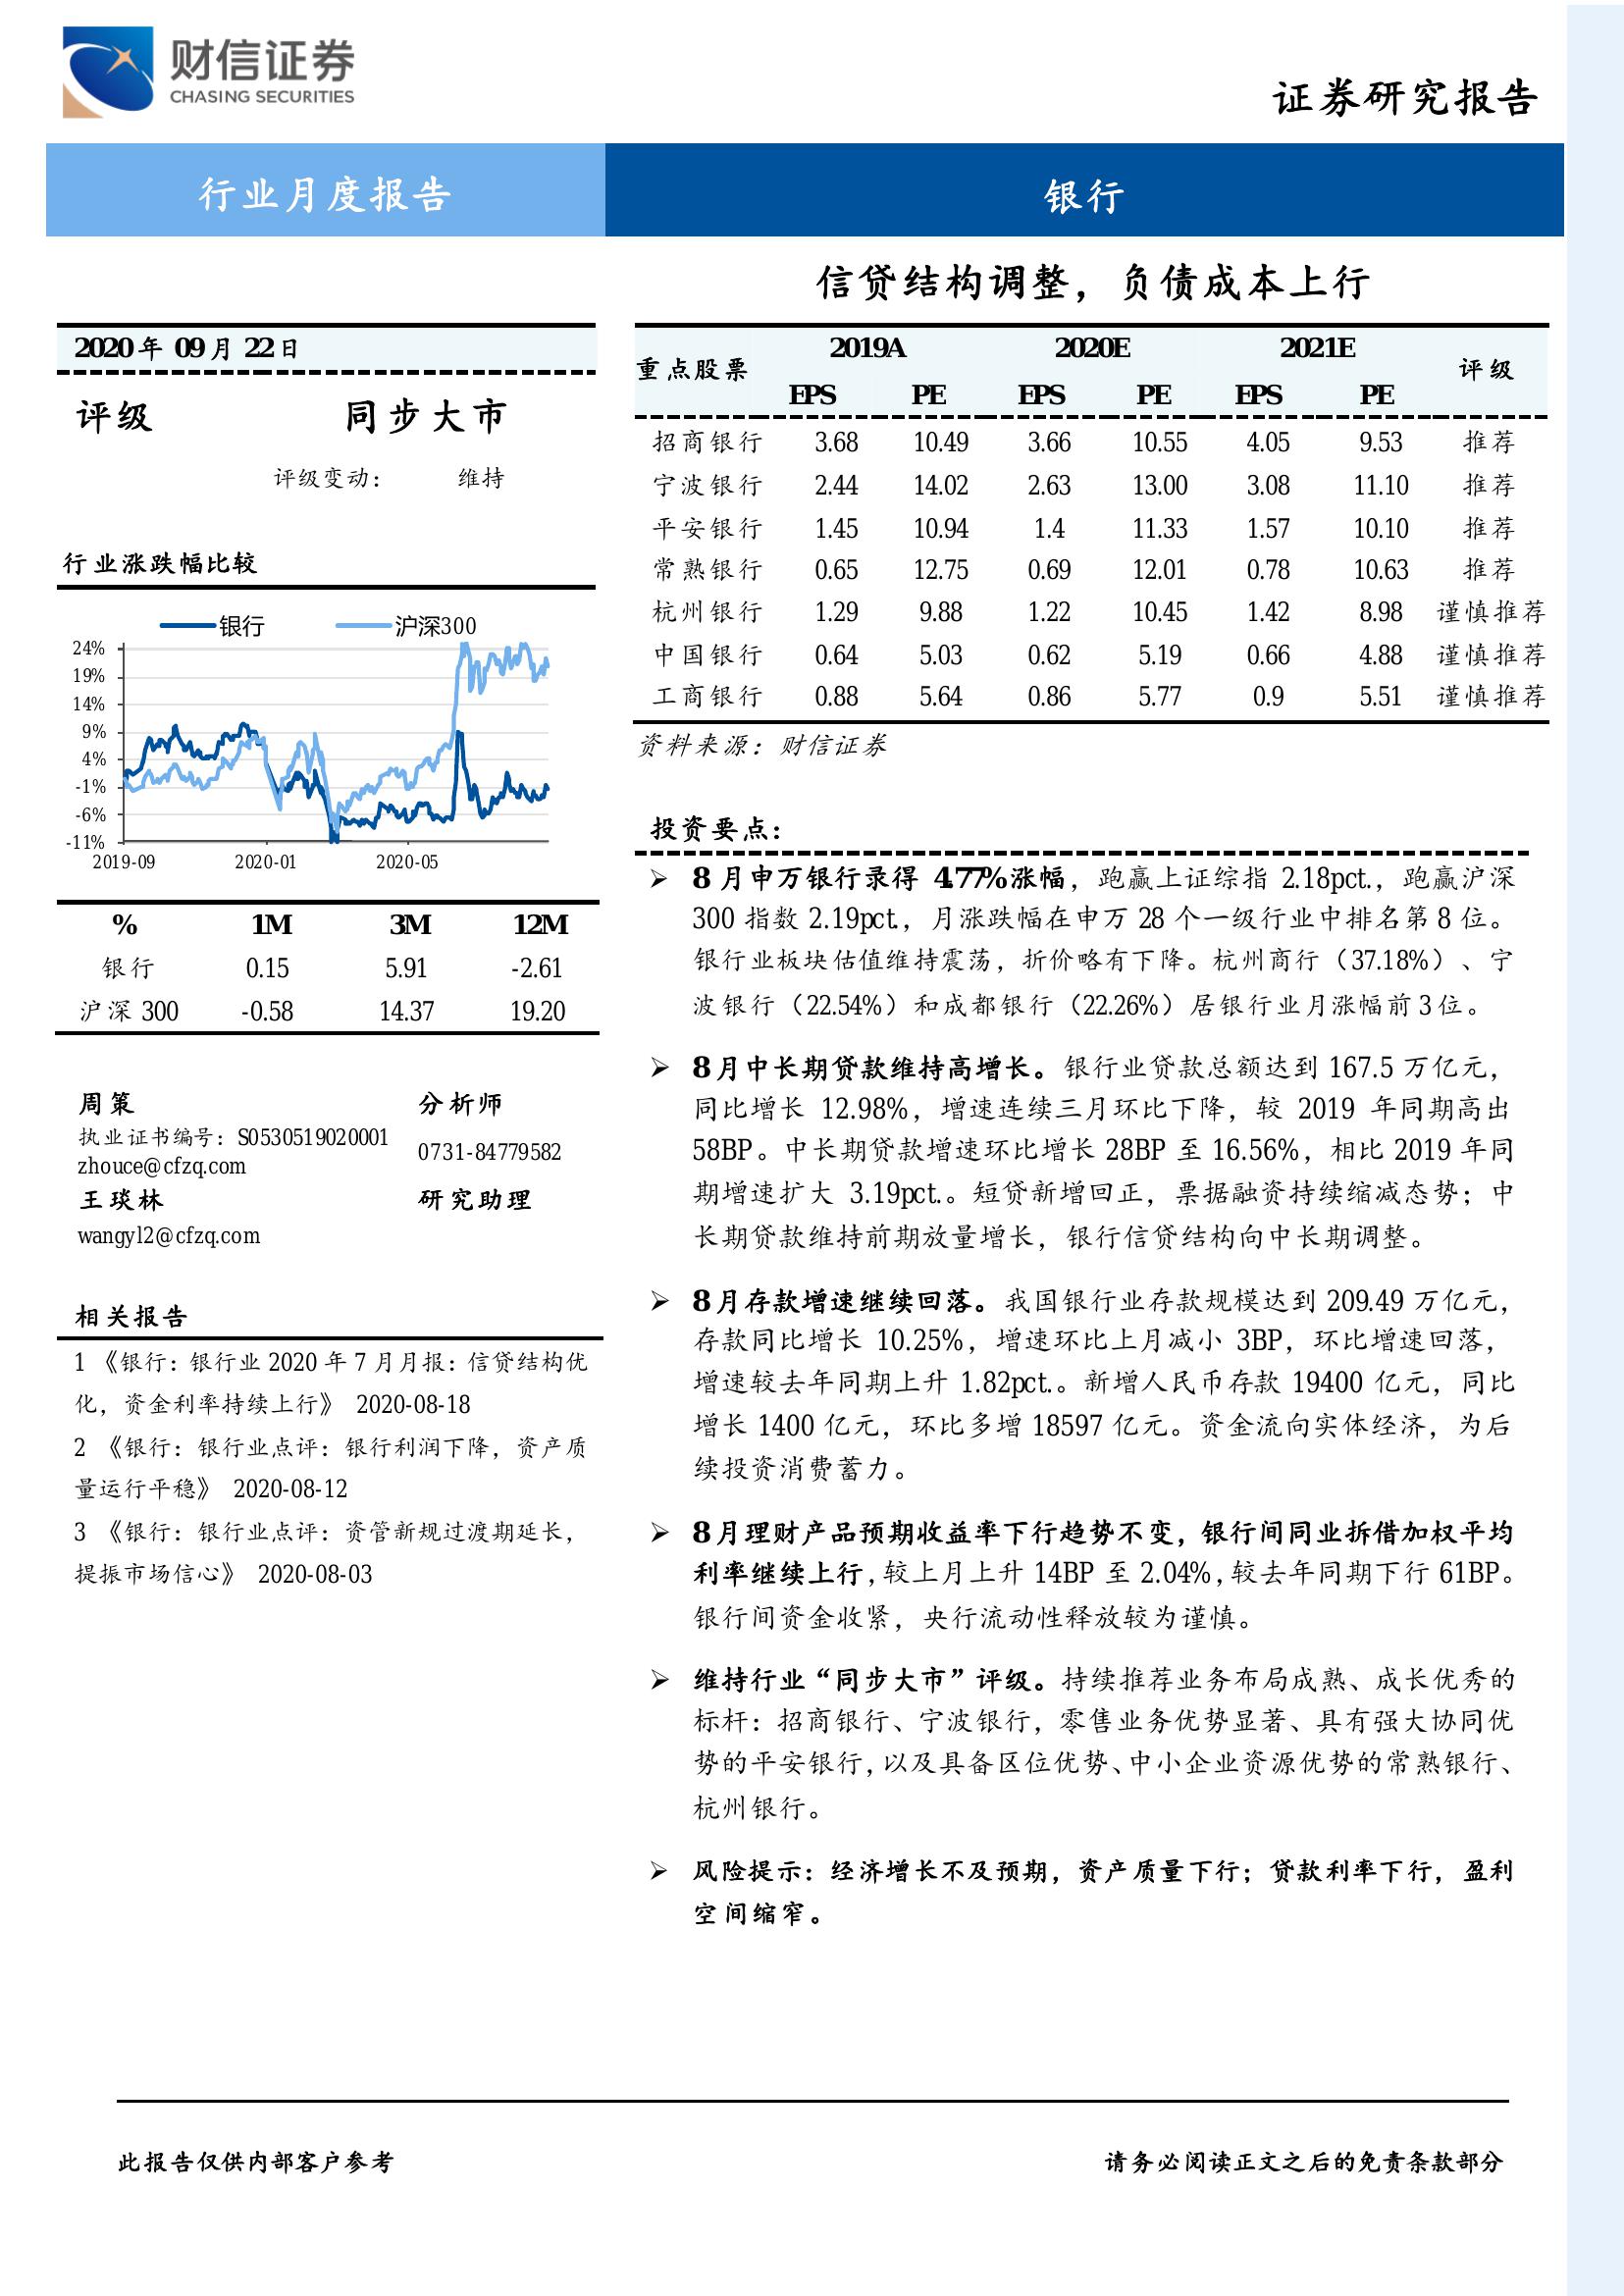 财信证券
CHASING SECURITIES
证券研究报告
行业月度报告
银行
信贷结构调整，负债成本上行
2020 年 09 月 22 日
评级 同步大市
评级变动： 维持
行业涨跌幅比较
银行 沪深300
24%
19%
14%
9%
4%
-1%
-6%
-11%
2019-09 2020-01 2020-05
% 1M 3M 12M
银行 0.15 5.91 -2.61
沪深 300 -0.58 14.37 19.20
周策 分析师
执业证书编号：S0530519020001 0731-84779582
zhouce@cfzq.com
王琰林 研究助理
wangyl2@cfzq.com
相关报告
1 《银行：银行业 2020 年 7 月月报：信贷结构优
化，资金利率持续上行》 2020-08-18
2 《银行：银行业点评：银行利润下降，资产质
量运行平稳》 2020-08-12
3 《银行：银行业点评：资管新规过渡期延长，
提振市场信心》 2020-08-03
重点股票 2019A 2020E 2021E 评级
EPS PE EPS PE EPS PE
招商银行 3.68 10.49 3.66 10.55 4.05 9.53 推荐
宁波银行 2.44 14.02 2.63 13.00 3.08 11.10 推荐
平安银行 1.45 10.94 1.4 11.33 1.57 10.10 推荐
常熟银行 0.65 12.75 0.69 12.01 0.78 10.63 推荐
杭州银行 1.29 9.88 1.22 10.45 1.42 8.98 谨慎推荐
中国银行 0.64 5.03 0.62 5.19 0.66 4.88 谨慎推荐
工商银行 0.88 5.64 0.86 5.77 0.9 5.51 谨慎推荐
资料来源：财信证券
投资要点：
➢ 8 月申万银行录得 4.77%涨幅，跑赢上证综指 2.18pct.，跑赢沪深
300 指数 2.19pct.，月涨跌幅在申万 28 个一级行业中排名第 8 位。
银行业板块估值维持震荡，折价略有下降。杭州商行（37.18%）、宁
波银行（22.54%）和成都银行（22.26%）居银行业月涨幅前 3 位。
➢ 8 月中长期贷款维持高增长。银行业贷款总额达到 167.5 万亿元，
同比增长 12.98%，增速连续三月环比下降，较 2019 年同期高出
58BP。中长期贷款增速环比增长 28BP 至 16.56%，相比 2019 年同
期增速扩大 3.19pct.。短贷新增回正，票据融资持续缩减态势；中
长期贷款维持前期放量增长，银行信贷结构向中长期调整。
➢ 8 月存款增速继续回落。我国银行业存款规模达到 209.49 万亿元，
存款同比增长 10.25%，增速环比上月减小 3BP，环比增速回落，
增速较去年同期上升 1.82pct.。新增人民币存款 19400 亿元，同比
增长 1400 亿元，环比多增 18597 亿元。资金流向实体经济，为后
续投资消费蓄力。
➢ 8 月理财产品预期收益率下行趋势不变，银行间同业拆借加权平均
利率继续上行，较上月上升 14BP 至 2.04%，较去年同期下行 61BP。
银行间资金收紧，央行流动性释放较为谨慎。
➢ 维持行业“同步大市”评级。持续推荐业务布局成熟、成长优秀的
标杆：招商银行、宁波银行，零售业务优势显著、具有强大协同优
势的平安银行，以及具备区位优势、中小企业资源优势的常熟银行、
杭州银行。
➢ 风险提示：经济增长不及预期，资产质量下行；贷款利率下行，盈利
空间缩窄。
此报告仅供内部客户参考 请务必阅读正文之后的免责条款部分